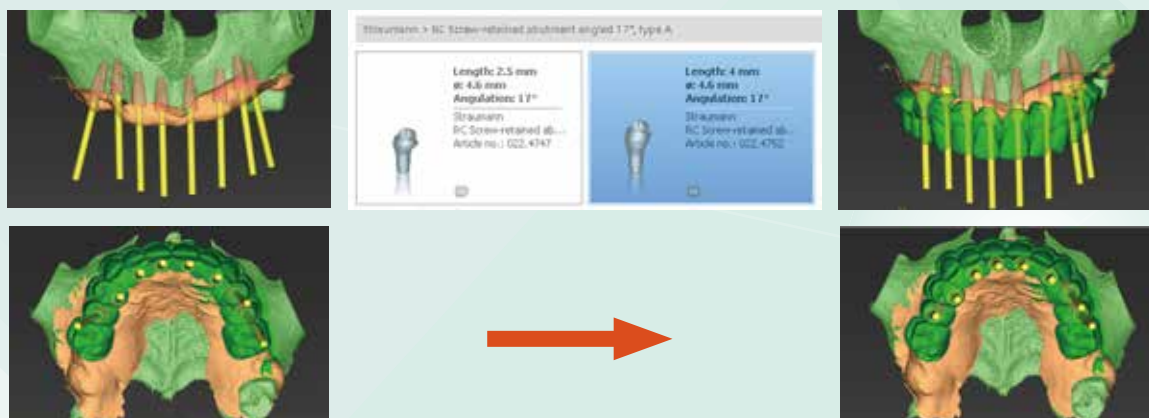 Straumann > RC Screw-retained abutment angled 17°, type A
Length: 2.5 mm
ø: 4.6 mm
Angulation: 17°
Straumann
RC Screw-retained ab...
Article no.: 022.4747
Length: 4 mm
ø: 4.6 mm
Angulation: 17°
Straumann
RC Screw-retained ab...
Article no.: 022.4752